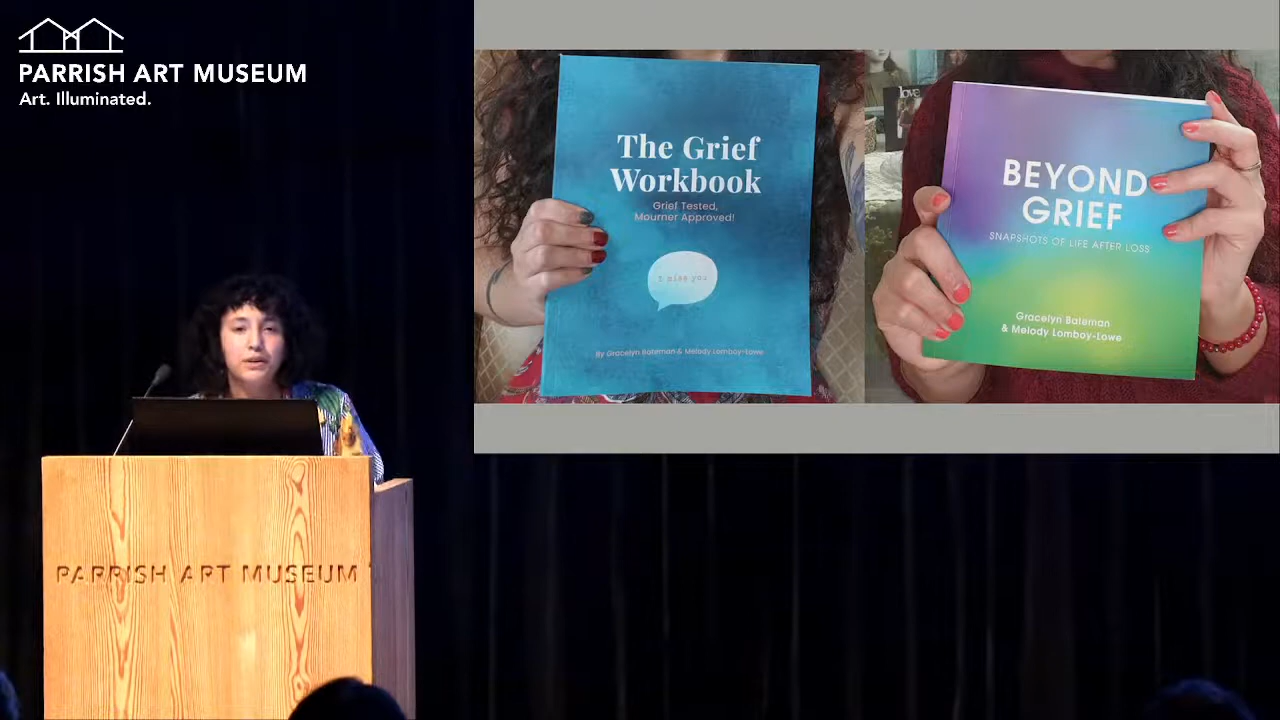 PARRISH ART MUSEUM
Art. Illuminated.
The Grief
Workbook
Grief Tested,
Mourner Approved!
I miss you
By Gracelyn Bateman & Melody Lomboy-Lowe
love
BEYOND
GRIEF
SNAPSHOTS OF LIFE AFTER LOSS
Gracelyn Bateman
& Melody Lomboy-Lowe
PARRISH ART MUSEUM